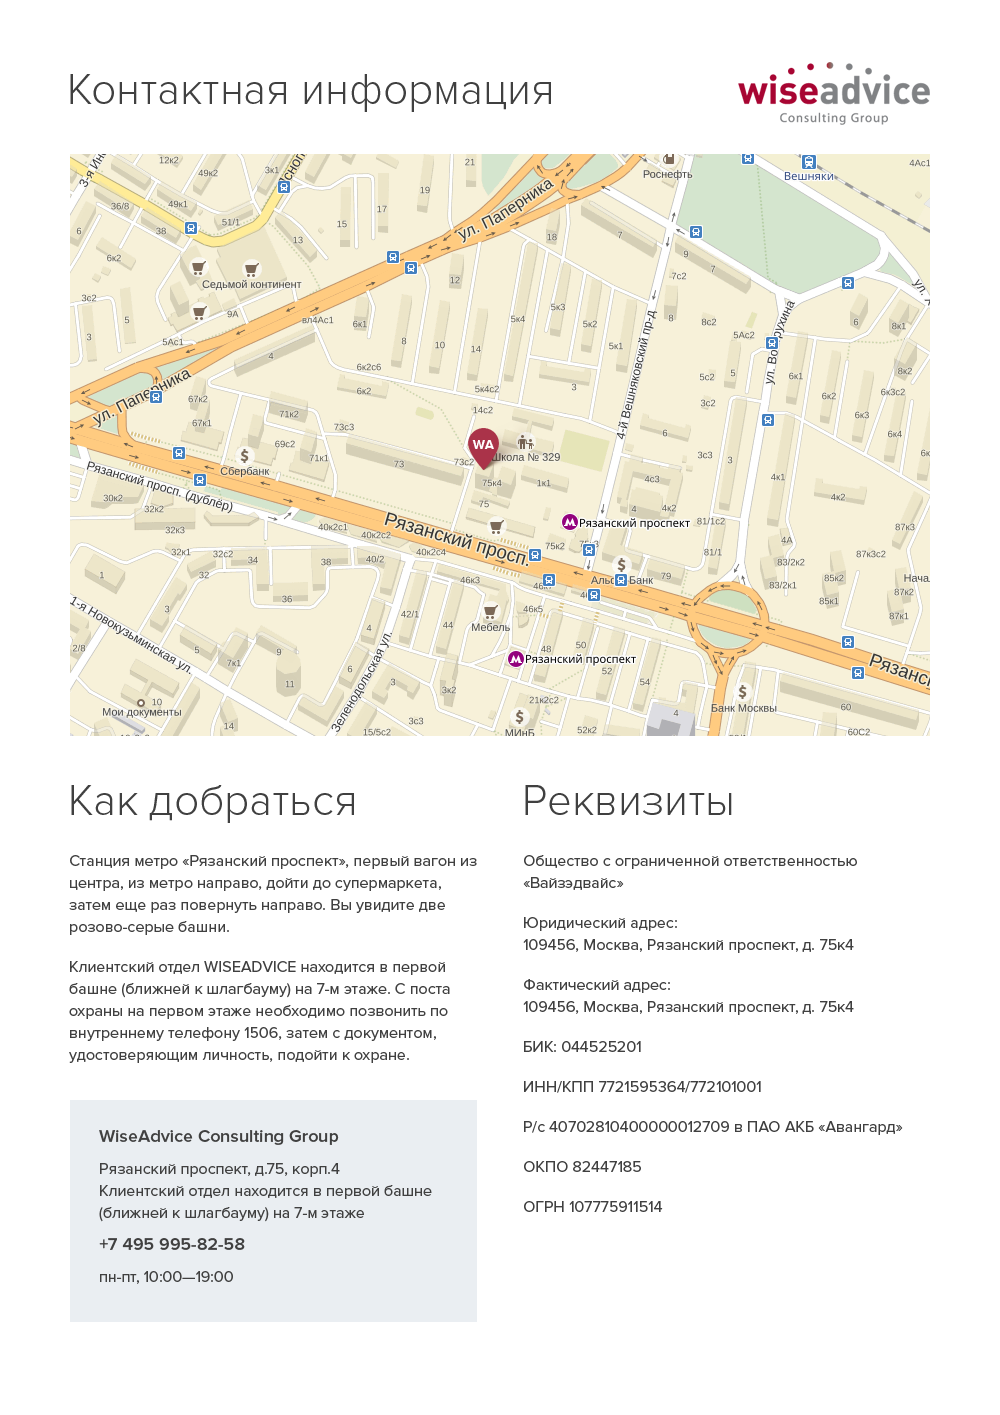 Контактная информация
wiseadvice
Consulting Group
3-я Ин
12к2
49к2
3к1
21
Роснефть
Вешняки
4Ас1
36/8
49к1
51/1
15
17
19
ул. Паперника
6
38
13
18
7
9
6к2
Седьмой континент
12
7с2
7
3с2
5
9А
вл4Ас1
6к1
5к4
5к3
5к2
8
8с2
5Ас2
6
8к1
3
5Ас1
4
8
10
14
5к1
4-й Вешняковский пр-д
6к2с6
5с2
5
6к1
8к2
ул. Паперника
67к2
6к2
5к4с2
3
3с2
6к2
6к3с2
71к2
73с3
14с2
6к3
67к1
69с2
WA
6
6к4
Сбербанк
71к1
73
73с2
Школа № 329
3с3
3
Рязанский просп. (дублёр)
75к4
1к1
4с3
4к1
30к2
32к2
75
4
4к2
4к2
Рязанский просп.
Рязанский проспект
81/1с2
87к3
32к3
40к2с1
40к2с2
75к2
4А
32к1
32с2
34
38
40/2
40к2с4
81/1
83/2к2
87к3с2
1
32
46к3
Альфа-Банк
79
83/2к1
85к2
Нача
36
85к1
87к2
1-я Новокузьминская ул.
3
42/1
44
46к5
87к1
Мебель
4
2/8
5
7к1
9
Зеленодольская ул.
6
48
50
Рязанский проспект
Рязанс
11
3
3к2
52
54
10
Мои документы
21к2с2
Банк Москвы
60
14
15/5с2
3с3
МИнБ
52к2
4
60С2
Как добраться
Станция метро «Рязанский проспект», первый вагон из
центра, из метро направо, дойти до супермаркета,
затем еще раз повернуть направо. Вы увидите две
розово-серые башни.
Клиентский отдел WISEADVICE находится в первой
башне (ближней к шлагбауму) на 7-м этаже. С поста
охраны на первом этаже необходимо позвонить по
внутреннему телефону 1506, затем с документом,
удостоверяющим личность, подойти к охране.
WiseAdvice Consulting Group
Рязанский проспект, д.75, корп.4
Клиентский отдел находится в первой башне
(ближней к шлагбауму) на 7-м этаже
+7 495 995-82-58
пн-пт, 10:00—19:00
Реквизиты
Общество с ограниченной ответственностью
«Вайзэдвайс»
Юридический адрес:
109456, Москва, Рязанский проспект, д. 75к4
Фактический адрес:
109456, Москва, Рязанский проспект, д. 75к4
БИК: 044525201
ИНН/КПП 7721595364/772101001
Р/с 40702810400000012709 в ПАО АКБ «Авангард»
ОКПО 82447185
ОГРН 107775911514